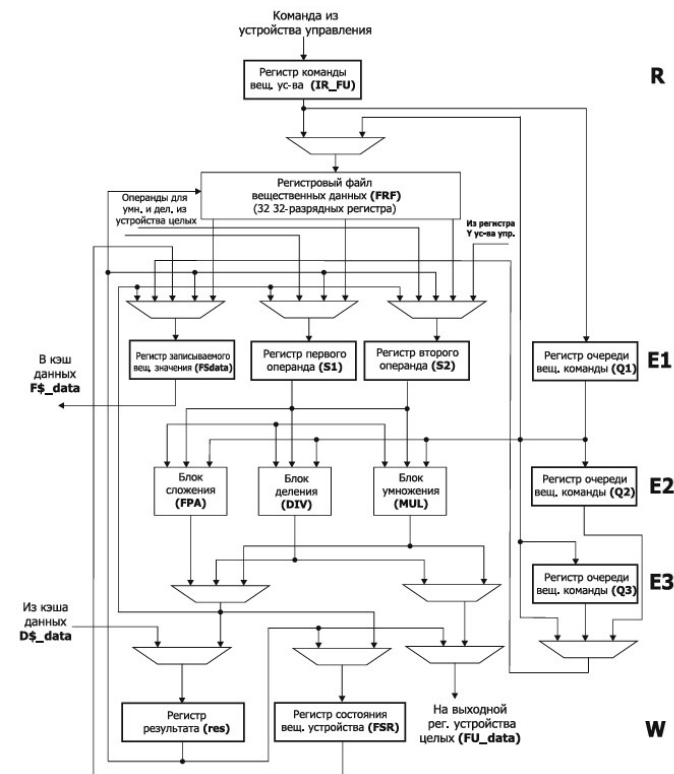 Команда из
устройства управления
Регистр команды
вещ. ус-ва (IR_FU)
R
Регистровый файл
вещественных данных (FRF)
(32 32-разрядных регистра)
Операнды для
умн. и дел. из
устройства целых
Из регистра
Y ус-ва упр.
В кэш
данных
F$_data
Регистр записываемого
вещ. значения (FSdata)
Регистр первого
операнда (S1)
Регистр второго
операнда (S2)
Регистр очереди
вещ. команды (Q1)
E1
Блок
сложения
(FPA)
Блок
деления
(DIV)
Блок
умножения
(MUL)
Регистр очереди
вещ. команды (Q2)
E2
Регистр очереди
вещ. команды (Q3)
E3
Из кэша
данных
D$_data
Регистр
результата (res)
Регистр состояния
вещ. устройства (FSR)
На выходной
рег. устройства
целых (FU_data)
W